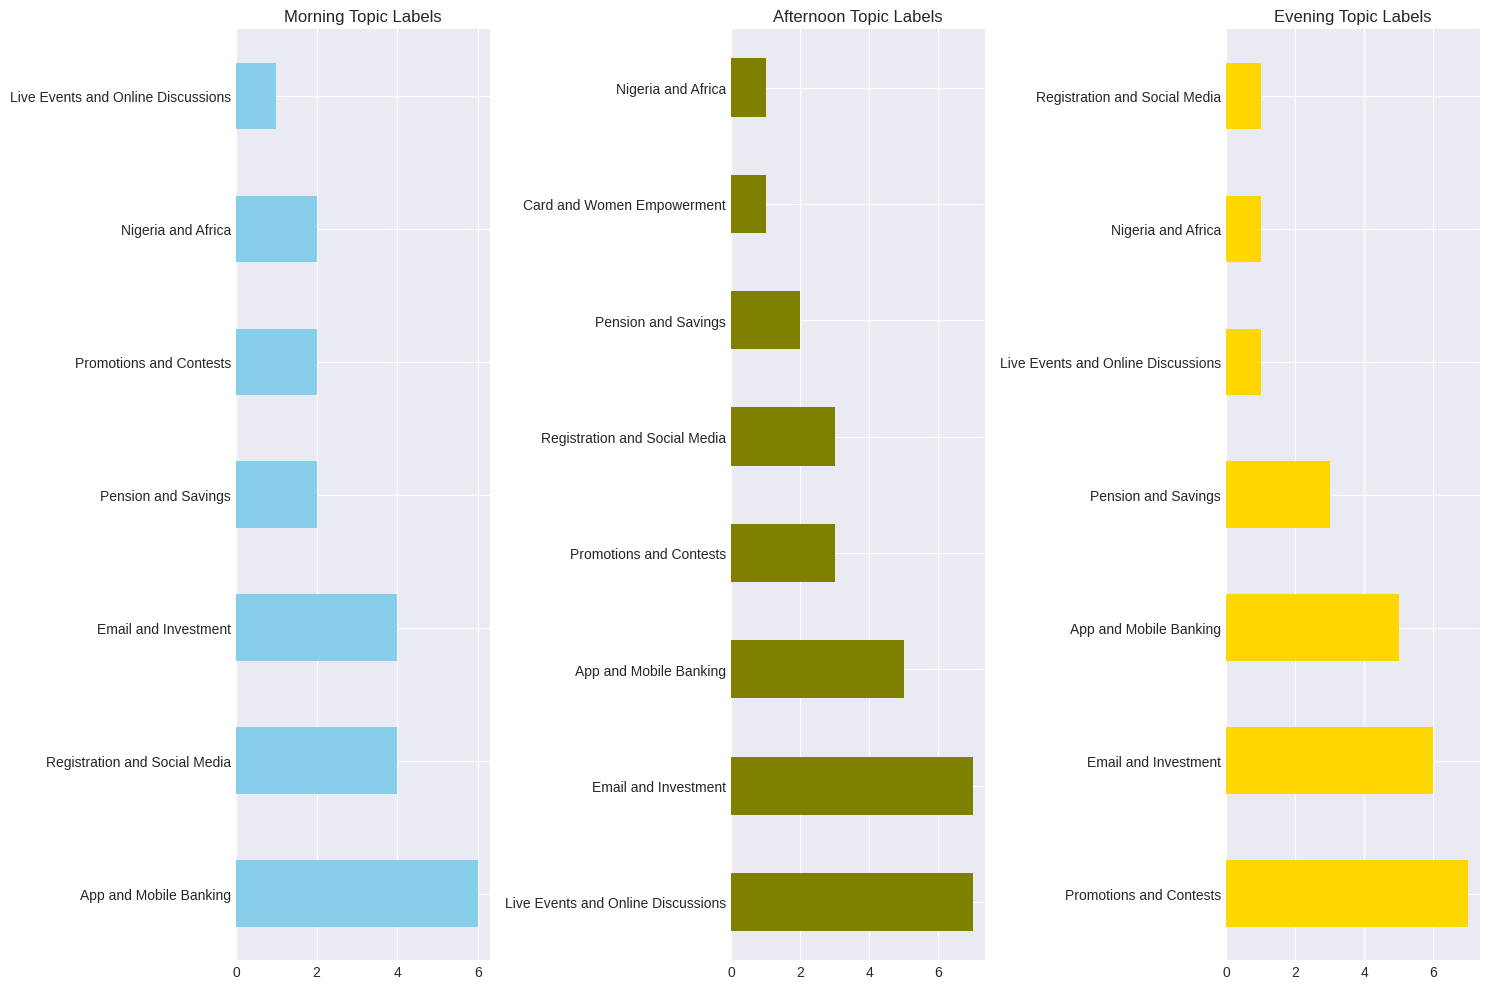 Morning Topic Labels
Live Events and Online Discussions
Nigeria and Africa
Promotions and Contests
Pension and Savings
Email and Investment
Registration and Social Media
App and Mobile Banking
0 2 4 6
Afternoon Topic Labels
Nigeria and Africa
Card and Women Empowerment
Pension and Savings
Registration and Social Media
Promotions and Contests
App and Mobile Banking
Email and Investment
Live Events and Online Discussions
0 2 4 6
Evening Topic Labels
Registration and Social Media
Nigeria and Africa
Live Events and Online Discussions
Pension and Savings
App and Mobile Banking
Email and Investment
Promotions and Contests
0 2 4 6